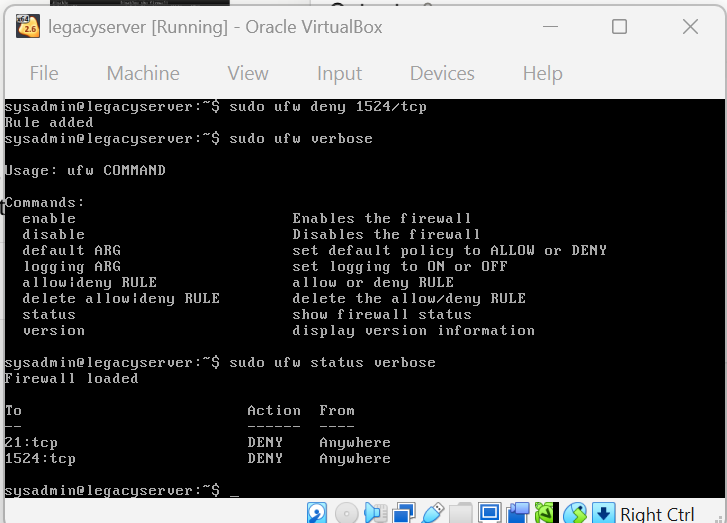 legacyserver [Running] - Oracle VirtualBox
File Machine View Input Devices Help
sysadmin@legacyserver:~$ sudo ufw deny 1524/tcp
Rule added
sysadmin@legacyserver:~$ sudo ufw verbose
Usage: ufw COMMAND
Commands:
enable Enables the firewall
disable Disables the firewall
default ARG set default policy to ALLOW or DENY
logging ARG set logging to ON or OFF
allow|deny RULE allow or deny RULE
delete allow|deny RULE delete the allow/deny RULE
status show firewall status
version display version information
sysadmin@legacyserver:~$ sudo ufw status verbose
Firewall loaded
To Action From
-- ------ ----
21:tcp DENY Anywhere
1524:tcp DENY Anywhere
sysadmin@legacyserver:~$ _
Right Ctrl